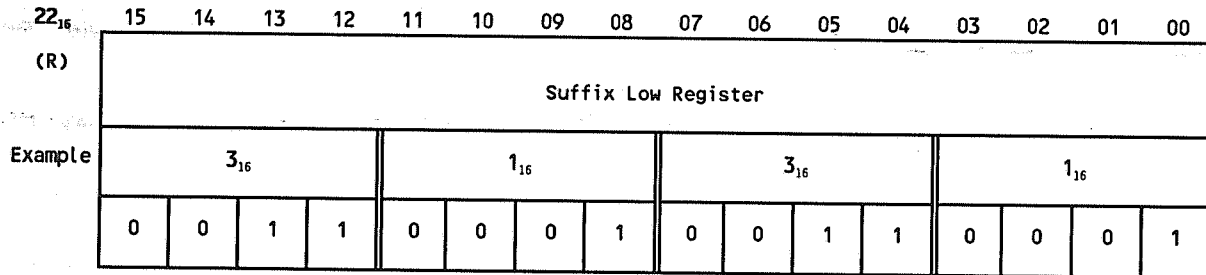 22₁₆ 15 14 13 12 11 10 09 08 07 06 05 04 03 02 01 00
(R)
Suffix Low Register
Example 3₁₆ 1₁₆ 3₁₆ 1₁₆
0 0 1 1 0 0 0 1 0 0 1 1 0 0 0 1